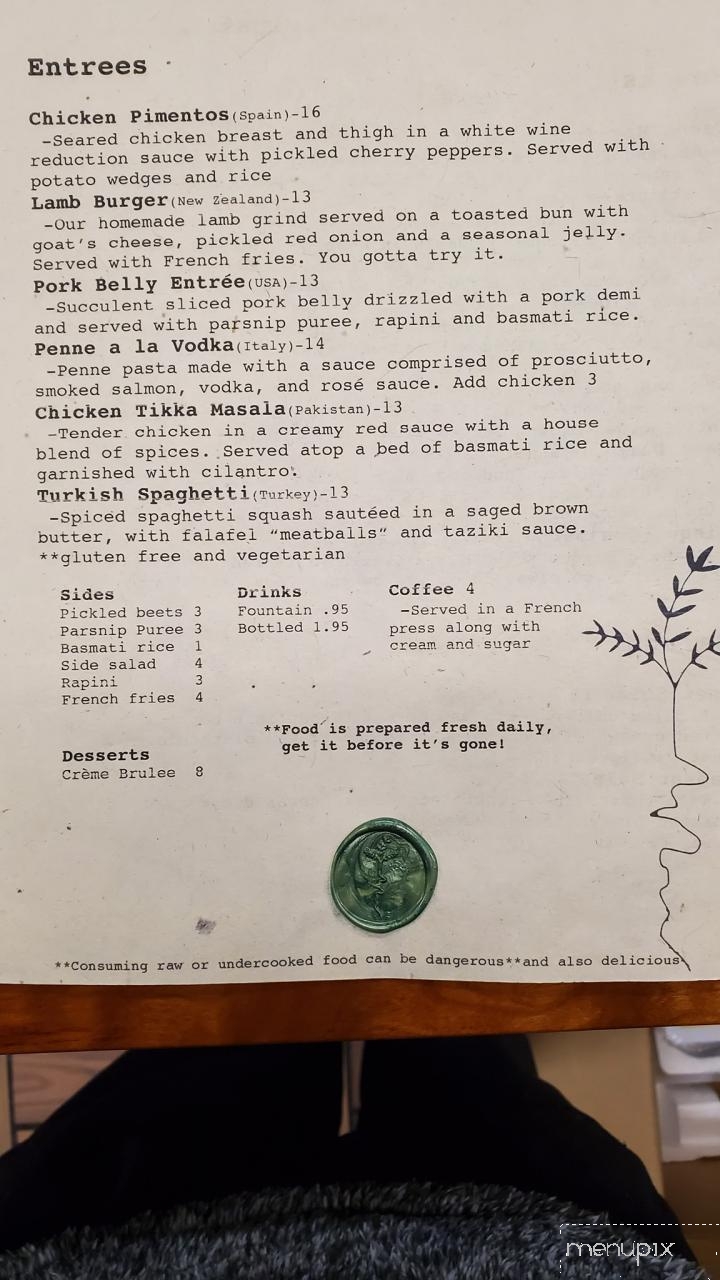 Entrees
Chicken Pimentos(Spain)-16
-Seared chicken breast and thigh in a white wine
reduction sauce with pickled cherry peppers. Served with
potato wedges and rice
Lamb Burger(New Zealand)-13
-Our homemade lamb grind served on a toasted bun with
goat's cheese, pickled red onion and a seasonal jelly.
Served with French fries. You gotta try it.
Pork Belly Entrée(USA)-13
-Succulent sliced pork belly drizzled with a pork demi
and served with parsnip puree, rapini and basmati rice.
Penne a la Vodka(Italy)-14
-Penne pasta made with a sauce comprised of prosciutto,
smoked salmon, vodka, and rosé sauce. Add chicken 3
Chicken Tikka Masala(Pakistan)-13
-Tender chicken in a creamy red sauce with a house
blend of spices. Served atop a bed of basmati rice and
garnished with cilantro.
Turkish Spaghetti(Turkey)-13
-Spiced spaghetti squash sautéed in a saged brown
butter, with falafel "meatballs" and taziki sauce.
**gluten free and vegetarian
Sides
Pickled beets 3
Parsnip Puree 3
Basmati rice 1
Side salad 4
Rapini 3
French fries 4
Drinks
Fountain .95
Bottled 1.95
Coffee 4
-Served in a French
press along with
cream and sugar
**Food is prepared fresh daily,
get it before it's gone!
Desserts
Crème Brulee 8
**Consuming raw or undercooked food can be dangerous**and also delicious
menupix